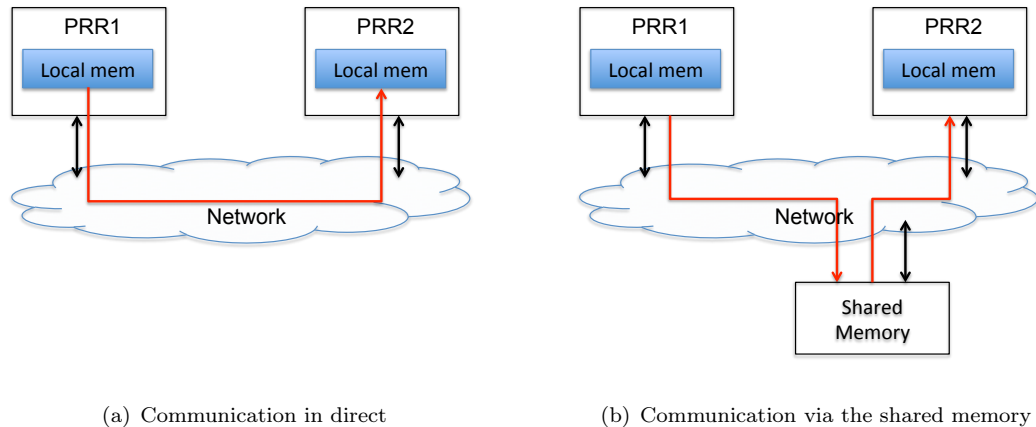 PRR1
Local mem
PRR2
Local mem
Network
(a) Communication in direct
PRR1
Local mem
PRR2
Local mem
Network
Shared
Memory
(b) Communication via the shared memory